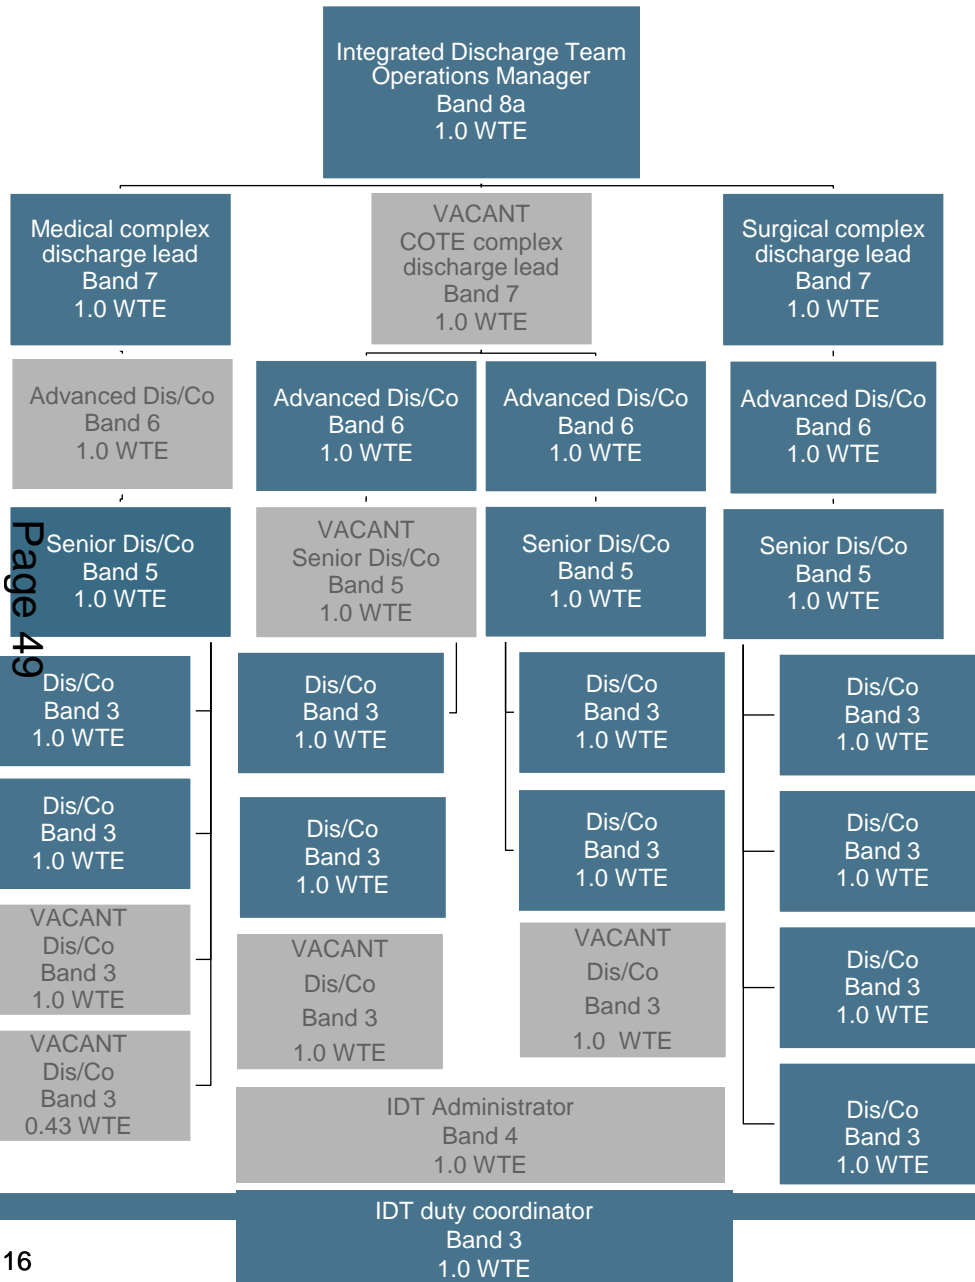 Integrated Discharge Team
Operations Manager
Band 8a
1.0 WTE
Medical complex
discharge lead
Band 7
1.0 WTE
VACANT
COTE complex
discharge lead
Band 7
1.0 WTE
Surgical complex
discharge lead
Band 7
1.0 WTE
Advanced Dis/Co
Band 6
1.0 WTE
Advanced Dis/Co
Band 6
1.0 WTE
Advanced Dis/Co
Band 6
1.0 WTE
Advanced Dis/Co
Band 6
1.0 WTE
Senior Dis/Co
Band 5
1.0 WTE
VACANT
Senior Dis/Co
Band 5
1.0 WTE
Senior Dis/Co
Band 5
1.0 WTE
Senior Dis/Co
Band 5
1.0 WTE
Page 49
Dis/Co
Band 3
1.0 WTE
Dis/Co
Band 3
1.0 WTE
Dis/Co
Band 3
1.0 WTE
Dis/Co
Band 3
1.0 WTE
Dis/Co
Band 3
1.0 WTE
Dis/Co
Band 3
1.0 WTE
Dis/Co
Band 3
1.0 WTE
Dis/Co
Band 3
1.0 WTE
VACANT
Dis/Co
Band 3
1.0 WTE
VACANT
Dis/Co
Band 3
1.0 WTE
VACANT
Dis/Co
Band 3
1.0 WTE
Dis/Co
Band 3
1.0 WTE
VACANT
Dis/Co
Band 3
0.43 WTE
IDT Administrator
Band 4
1.0 WTE
Dis/Co
Band 3
1.0 WTE
IDT duty coordinator
Band 3
1.0 WTE
16